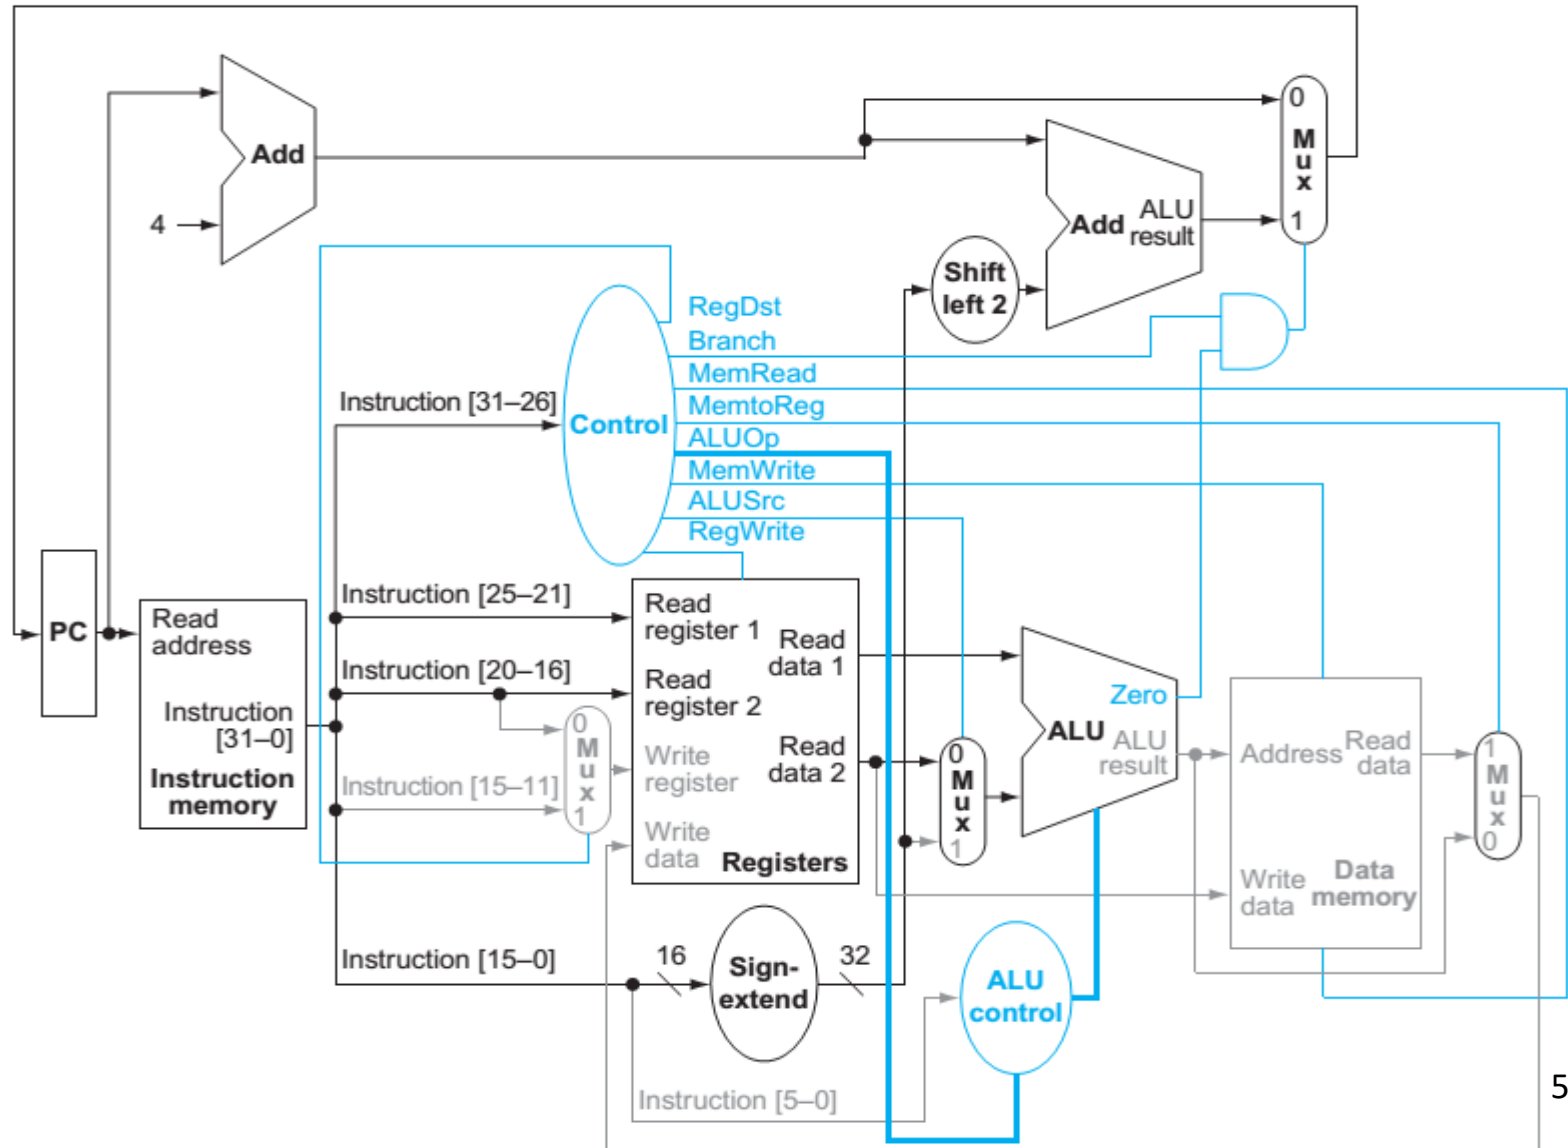 0
M
u
x
1
Add
4
Add
ALU
result
Shift
left 2
RegDst
Branch
MemRead
MemtoReg
ALUOp
MemWrite
ALUSrc
RegWrite
Instruction [31–26]
Control
PC
Read
address
Instruction
[31–0]
Instruction
memory
Instruction [25–21]
Instruction [20–16]
0
M
u
x
1
Instruction [15–11]
Read
register 1
Read
register 2
Write
register
Write
data
Read
data 1
Read
data 2
Registers
0
M
u
x
1
Zero
ALU
ALU
result
Address
Read
data
Write
data
Data
memory
1
M
u
x
0
Instruction [15–0]
16
Sign-
extend
32
ALU
control
Instruction [5–0]
5